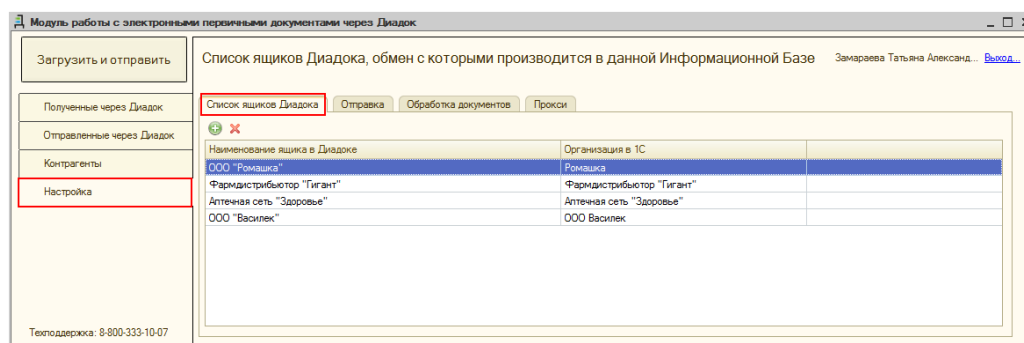 Модуль работы с электронными первичными документами через Диадок
Загрузить и отправить
Список ящиков Диадока, обмен с которыми производится в данной Информационной Базе
Замараева Татьяна Александ... Выход...
Полученные через Диадок
Отправленные через Диадок
Контрагенты
Настройка
Список ящиков Диадока Отправка Обработка документов Прокси
Наименование ящика в Диадоке Организация в 1С
ООО "Ромашка" Ромашка
Фармдистрибьютор "Гигант" Фармдистрибьютор "Гигант"
Аптечная сеть "Здоровье" Аптечная сеть "Здоровье"
ООО "Василек" ООО Василек
Техподдержка: 8-800-333-10-07